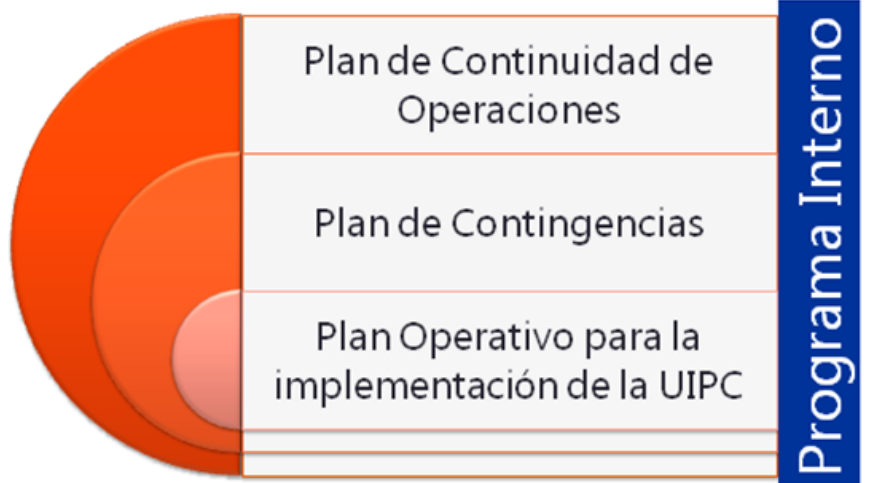 Plan de Continuidad de
Operaciones
Plan de Contingencias
Plan Operativo para la
implementación de la UIPC
Programa Interno